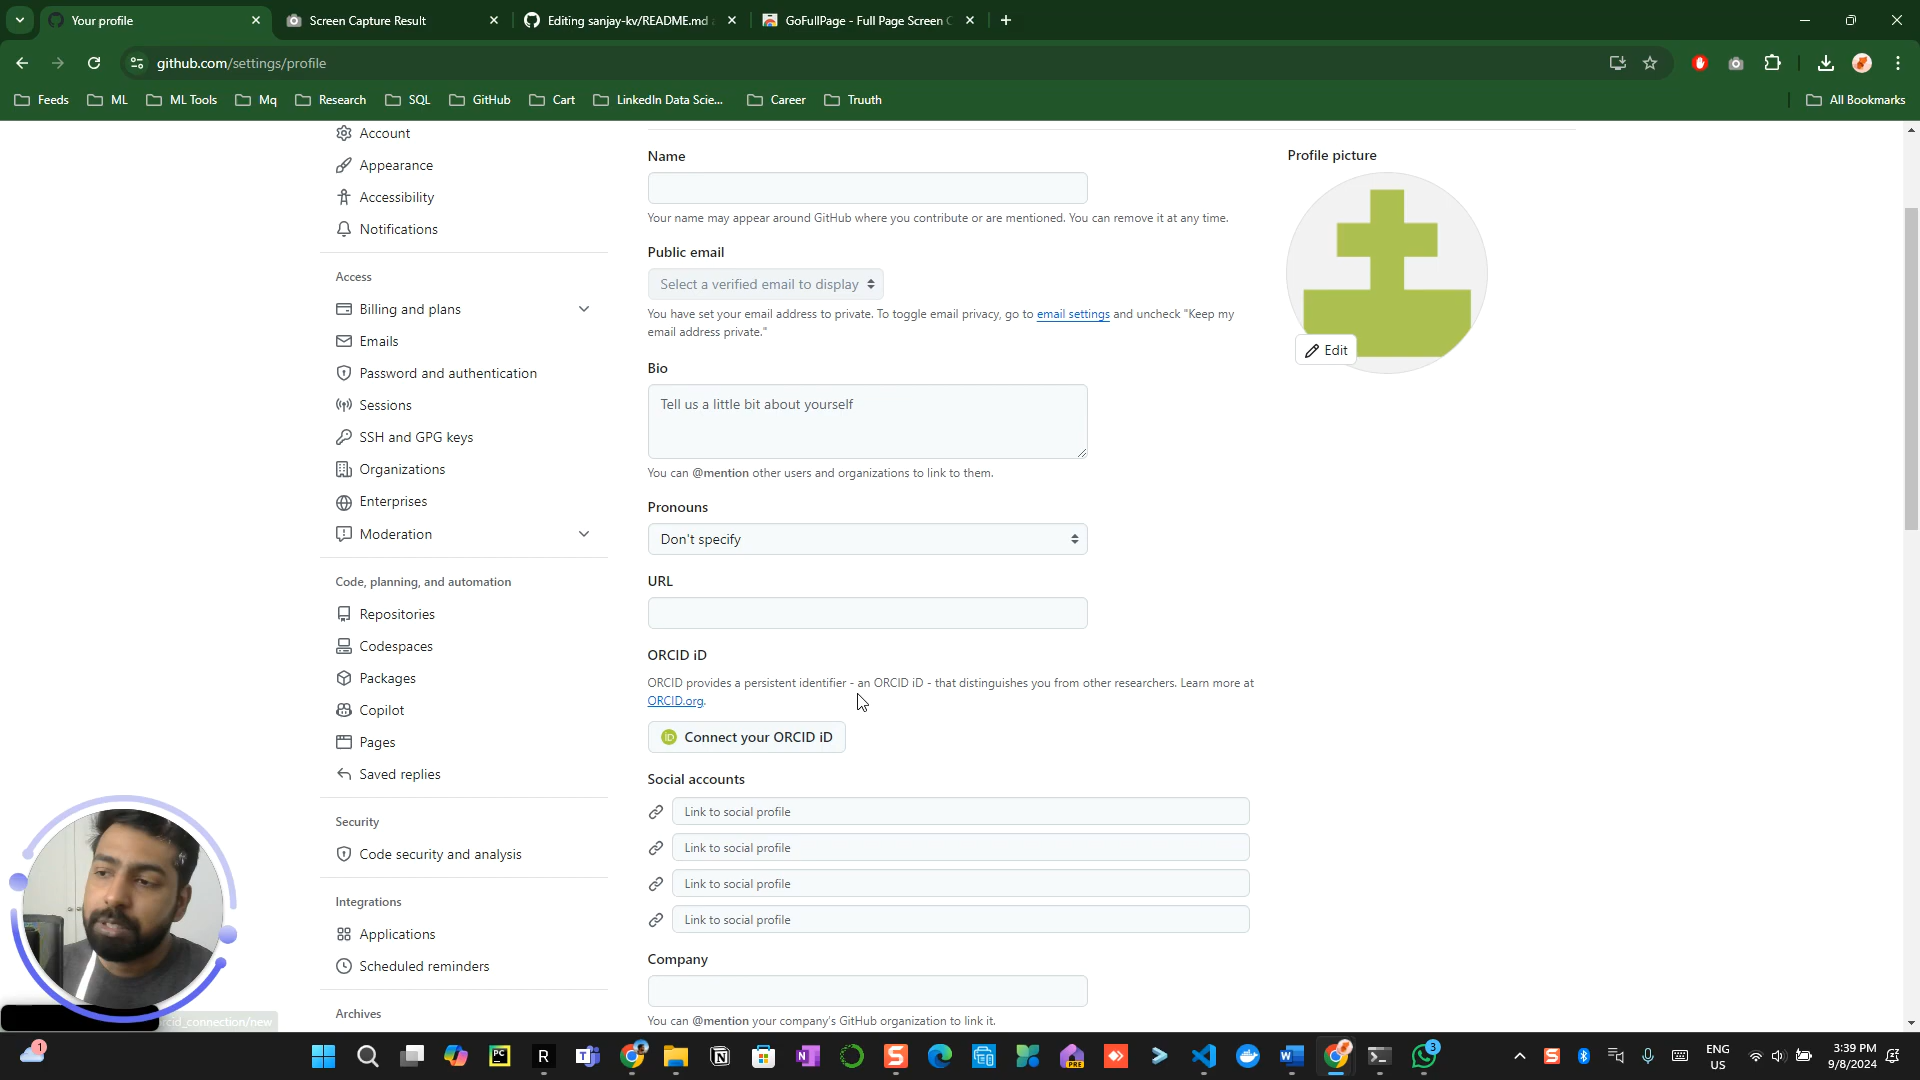 Your profile
Screen Capture Result
Editing sanjay-kv/README.md
GoFullPage - Full Page Screen
github.com/settings/profile
Feeds
ML
ML Tools
Mq
Research
SQL
GitHub
Cart
LinkedIn Data Scie...
Career
Truuth
All Bookmarks
Account
Appearance
Accessibility
Notifications
Access
Billing and plans
Emails
Password and authentication
Sessions
SSH and GPG keys
Organizations
Enterprises
Moderation
Code, planning, and automation
Repositories
Codespaces
Packages
Copilot
Pages
Saved replies
Security
Code security and analysis
Integrations
Applications
Scheduled reminders
Archives
Name
Your name may appear around GitHub where you contribute or are mentioned. You can remove it at any time.
Public email
Select a verified email to display
You have set your email address to private. To toggle email privacy, go to email settings and uncheck "Keep my
email address private."
Bio
Tell us a little bit about yourself
You can @mention other users and organizations to link to them.
Pronouns
Don't specify
URL
ORCID iD
ORCID provides a persistent identifier - an ORCID iD - that distinguishes you from other researchers. Learn more at
ORCID.org.
iD Connect your ORCID iD
Social accounts
Link to social profile
Link to social profile
Link to social profile
Link to social profile
Company
You can @mention your company's GitHub organization to link it.
Profile picture
Edit
cid_connection/new
1
PC
R
PRE
3
ENG
US
3:39 PM
9/8/2024